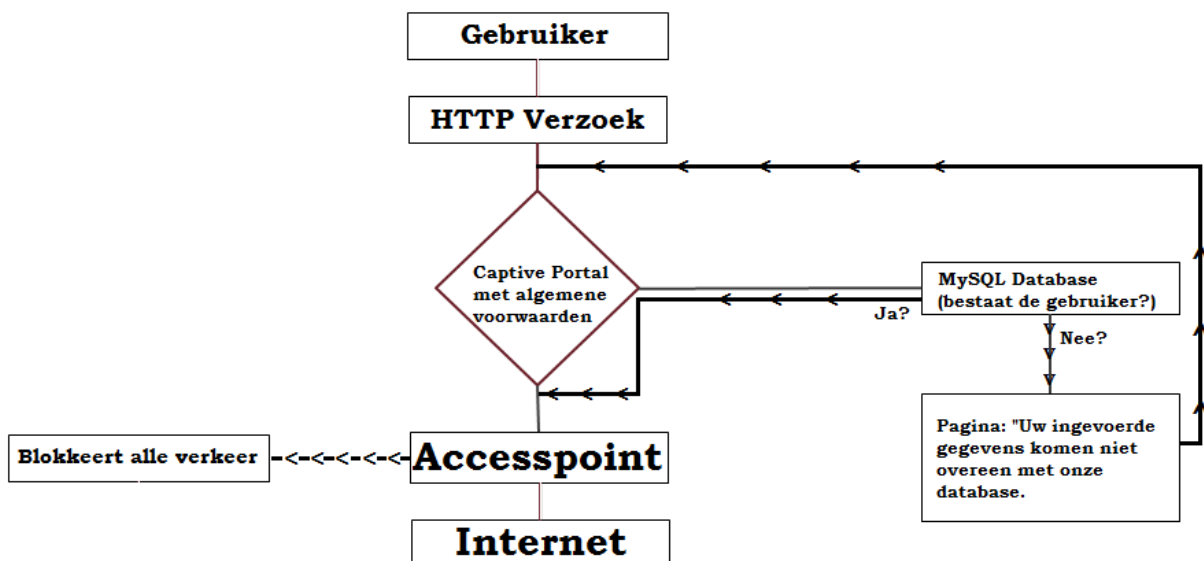 Gebruiker
HTTP Verzoek
Captive Portal
met algemene
voorwaarden
MySQL Database
(bestaat de gebruiker?)
Ja?
Nee?
Pagina: "Uw ingevoerde
gegevens komen niet
overeen met onze
database.
Blokkeert alle verkeer
Accesspoint
Internet